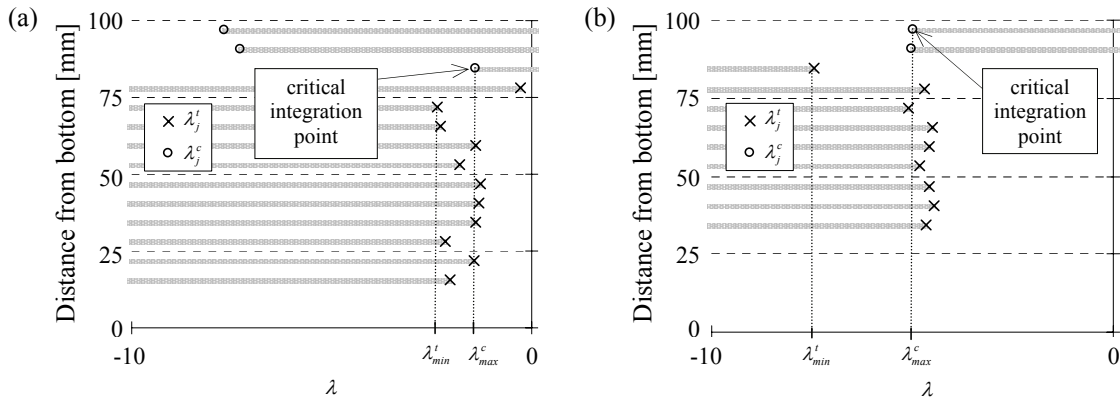 (a)
Distance from bottom [mm]
100
75
50
25
0
critical
integration
point
λ_j^t
λ_j^c
-10
λ_min^t
λ_max^c
0
λ
(b)
Distance from bottom [mm]
100
75
50
25
0
critical
integration
point
λ_j^t
λ_j^c
-10
λ_min^t
λ_max^c
0
λ